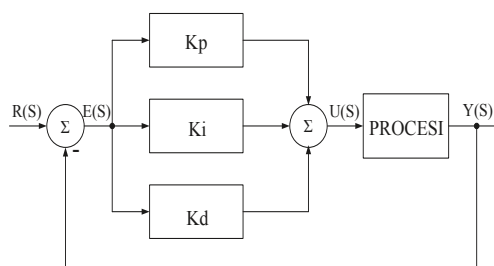 Kp
R(S)
Σ
E(S)
Ki
Σ
U(S)
PROCESI
Y(S)
-
Kd